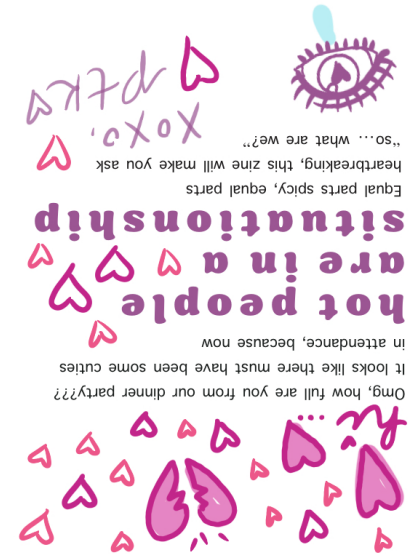 Omg, how full are you from our dinner party???
It looks like there must have been some cuties
in attendance, because now
hot people
are in a
situationship
Equal parts spicy, equal parts
heartbreaking, this zine will make you ask
“so… what are we?”
xoxo,